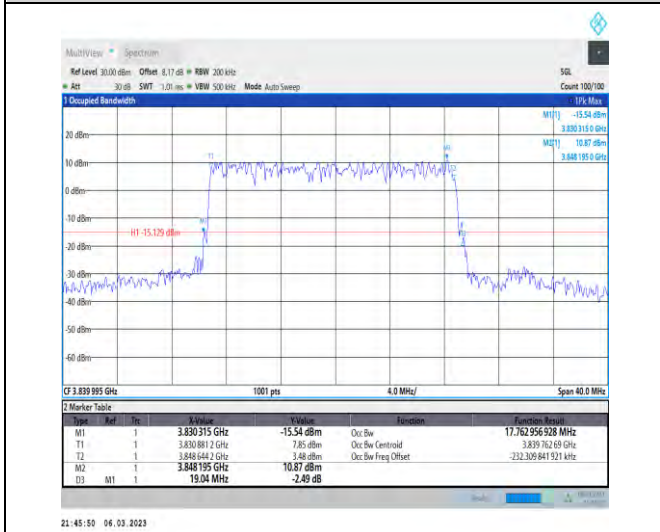 MultiView Spectrum
Ref Level 30.00 dBm Offset 8.17 dB RBW 200 kHz SGL
Att 30 dB SWT 1.01 ms VBW 500 kHz Mode Auto Sweep Count 100/100
1 Occupied Bandwidth 1Pk Max
M1[1] -15.54 dBm
3.830 315 0 GHz
M2[1] 10.87 dBm
3.848 195 0 GHz
20 dBm
10 dBm
0 dBm
-10 dBm
H1 -15.129 dBm
-20 dBm
-30 dBm
-40 dBm
-50 dBm
-60 dBm
T1
M2
T2
M1
CF 3.839 995 GHz 1001 pts 4.0 MHz/ Span 40.0 MHz
2 Marker Table
Type Ref Trc X-Value Y-Value Function Function Result
M1 1 3.830 315 GHz -15.54 dBm Occ Bw 17.762 956 928 MHz
T1 1 3.830 881 2 GHz 7.85 dBm Occ Bw Centroid 3.839 762 69 GHz
T2 1 3.848 644 2 GHz 3.48 dBm Occ Bw Freq Offset -232.309 841 921 kHz
M2 1 3.848 195 GHz 10.87 dBm
D3 M1 1 19.04 MHz -2.49 dB
21:45:50 06.03.2023